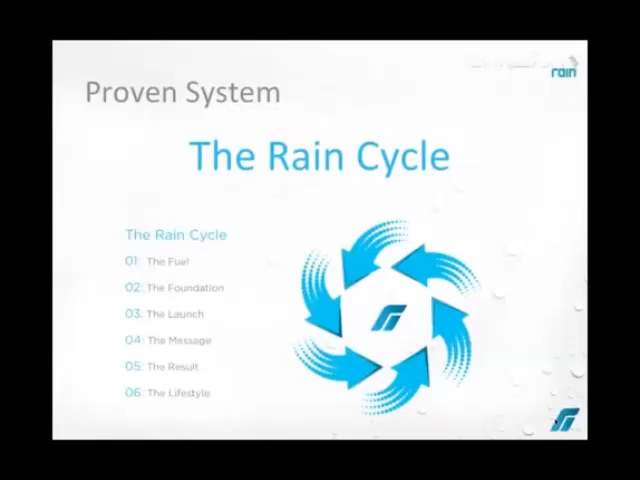 rain
Proven System
The Rain Cycle
The Rain Cycle
01: The Fuel
02: The Foundation
03: The Launch
04: The Message
05: The Result
06: The Lifestyle